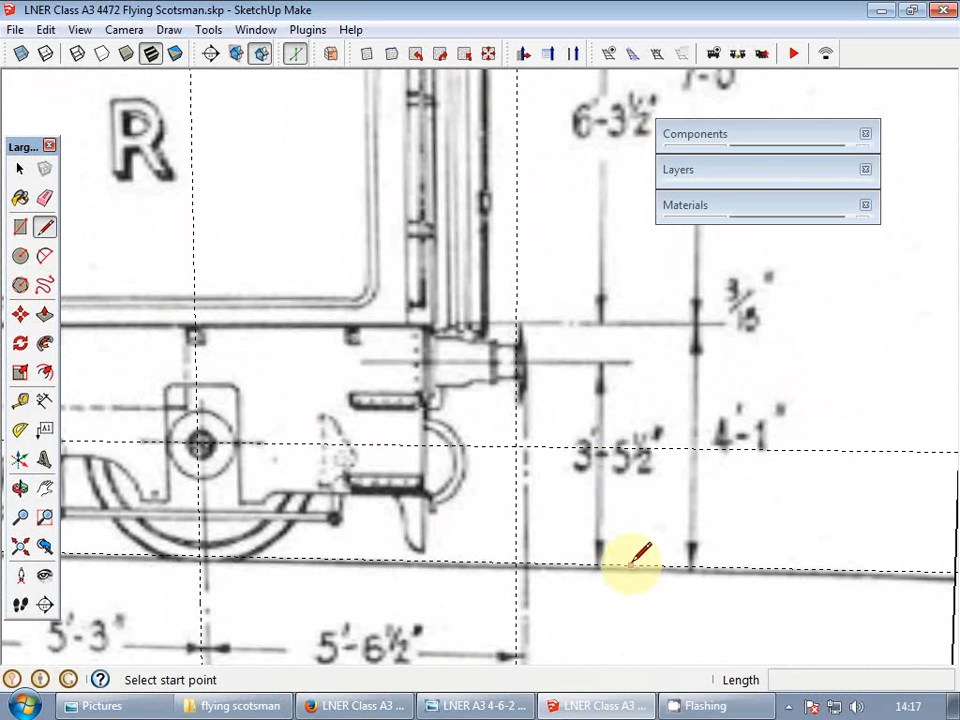 LNER Class A3 4472 Flying Scotsman.skp - SketchUp Make
File Edit View Camera Draw Tools Window Plugins Help
R
6'-3½"
Components
Larg...
Layers
Materials
3/16"
3'-5½"
4'-1"
5'-3"
5'-6½"
Select start point
Length
Pictures
flying scotsman
LNER Class A3 ...
LNER A3 4-6-2 ...
LNER Class A3 ...
Flashing
14:17